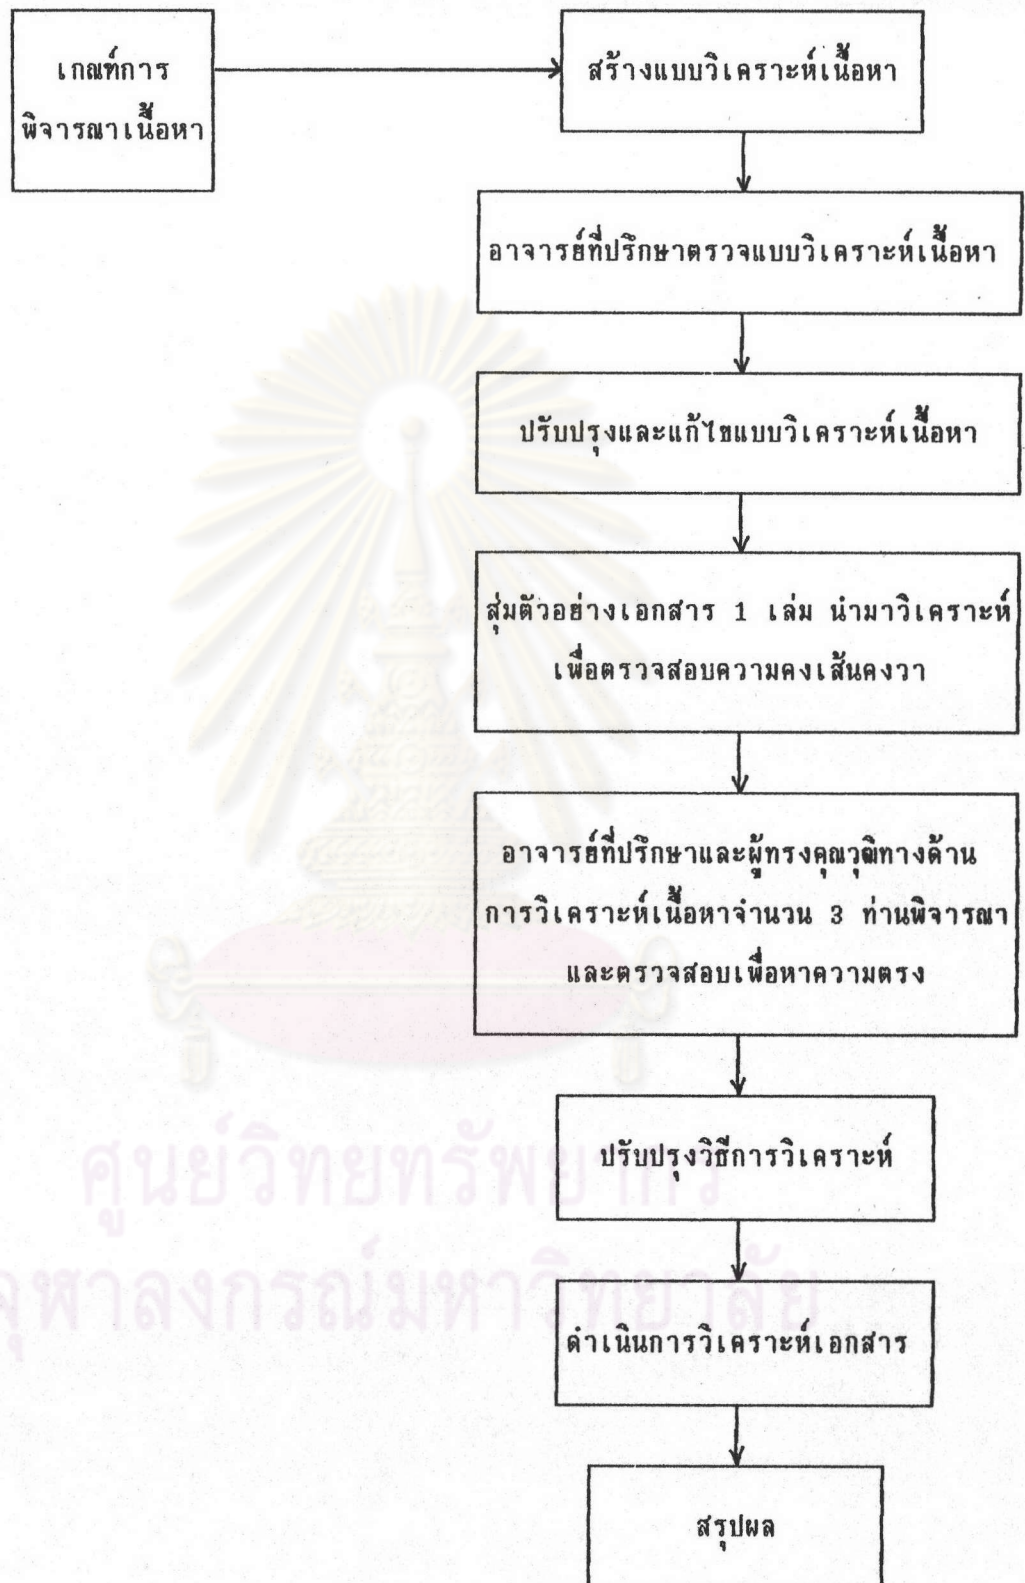 เกณฑ์การ
พิจารณาเนื้อหา
สร้างแบบวิเคราะห์เนื้อหา
อาจารย์ที่ปรึกษาตรวจแบบวิเคราะห์เนื้อหา
ปรับปรุงและแก้ไขแบบวิเคราะห์เนื้อหา
สุ่มตัวอย่างเอกสาร 1 เล่ม นำมาวิเคราะห์
เพื่อตรวจสอบความคงเส้นคงวา
อาจารย์ที่ปรึกษาและผู้ทรงคุณวุฒิทางด้าน
การวิเคราะห์เนื้อหาจำนวน 3 ท่านพิจารณา
และตรวจสอบเพื่อหาความตรง
ปรับปรุงวิธีการวิเคราะห์
ศูนย์วิทยทรัพยากร
จุฬาลงกรณ์มหาวิทยาลัย
ดำเนินการวิเคราะห์เอกสาร
สรุปผล